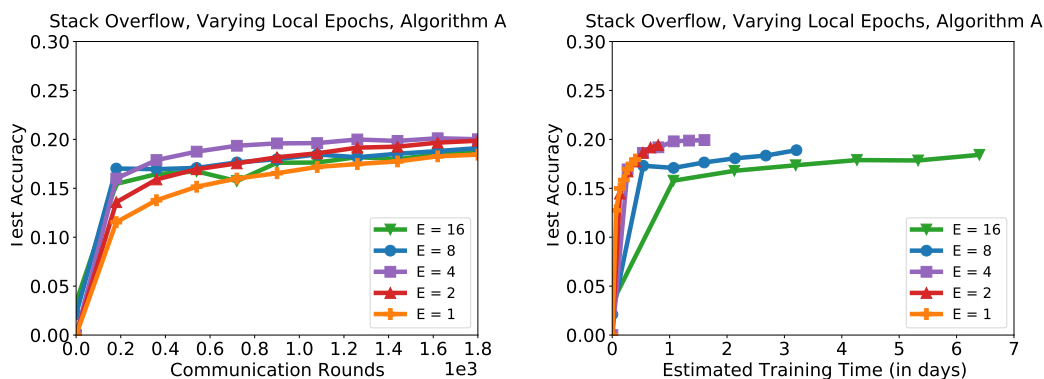 Stack Overflow, Varying Local Epochs, Algorithm A
0.30
0.25
0.20
0.15
0.10
0.05
0.00
Test Accuracy
E = 16
E = 8
E = 4
E = 2
E = 1
0.0 0.2 0.4 0.6 0.8 1.0 1.2 1.4 1.6 1.8
Communication Rounds 1e3
Stack Overflow, Varying Local Epochs, Algorithm A
0.30
0.25
0.20
0.15
0.10
0.05
0.00
Test Accuracy
E = 16
E = 8
E = 4
E = 2
E = 1
0 1 2 3 4 5 6 7
Estimated Training Time (in days)